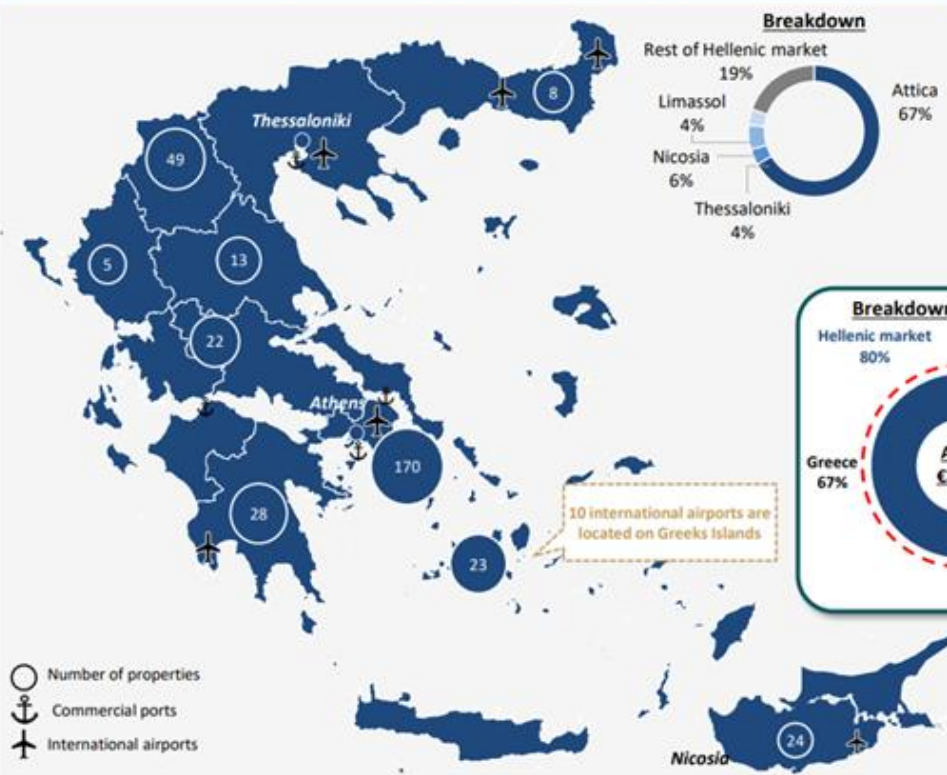 Breakdown
Rest of Hellenic market
19%
Attica
67%
Limassol
4%
Nicosia
6%
Thessaloniki
4%
8
Thessaloniki
49
5
13
22
Athens
170
28
23
10 international airports are
located on Greeks Islands
Breakdown
Hellenic market
80%
Greece
67%
A
€
Number of properties
Commercial ports
International airports
Nicosia
24